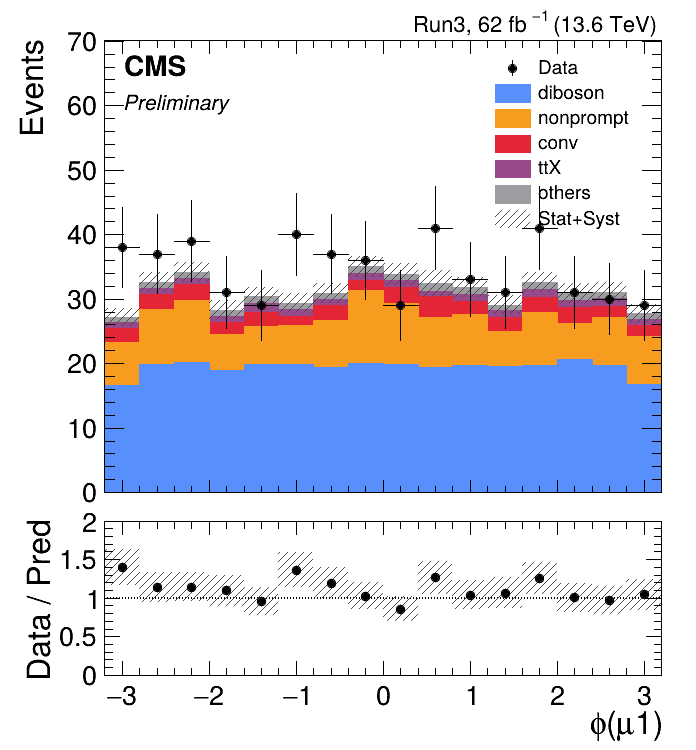 Run3, 62 fb⁻¹ (13.6 TeV)
CMS
Preliminary
Events
70
60
50
40
30
20
10
0
Data
diboson
nonprompt
conv
ttX
others
Stat+Syst
Data / Pred
2
1.5
1
0.5
0
−3
−2
−1
0
1
2
3
ϕ(μ1)